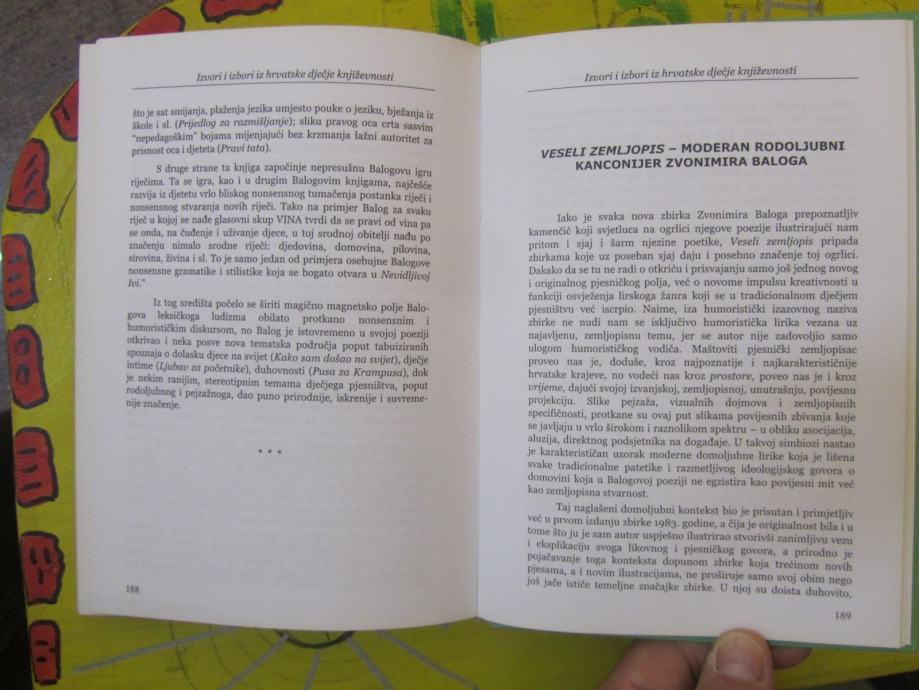 Izvori i izbori iz hrvatske dječje književnosti
što je sat smijanja, plaženja jezika umjesto pouke o jeziku, bježanja iz
škole i sl. (Prijedlog za razmišljanje); sliku pravog oca crta sasvim
"nepedagoškim" bojama mijenjajući bez krzmanja lažni autoritet za
prisnost oca i djeteta (Pravi tata).
S druge strane ta knjiga započinje nepresušnu Balogovu igru
riječima. Ta se igra, kao i u drugim Balogovim knjigama, najčešće
razvija iz djetetu vrlo bliskog nonsensnog tumačenja postanka riječi i
nonsensnog stvaranja novih riječi. Tako na primjer Balog za svaku
riječ u kojoj se nađe glasovni skup VINA tvrdi da se pravi od vina pa
se onda, na čuđenje i uživanje djece, u toj srodnoj obitelji nađu po
značenju nimalo srodne riječi: djedovina, domovina, pilovina,
sirovina, živina i sl. To je samo jedan od primjera osebujne Balogove
nonsensne gramatike i stilistike koja se bogato otvara u Nevidljivoj
Ivi."
Iz tog središta počelo se širiti magično magnetsko polje Balo-
gova leksičkoga ludizma obilato protkano nonsensnim i
humorističkim diskursom, no Balog je istovremeno u svojoj poeziji
otkrivao i neka posve nova tematska područja poput tabuiziranih
spoznaja o dolasku djece na svijet (Kako sam došao na svijet), dječje
intime (Ljubav za početnike), duhovnosti (Pusa za Krampusa), dok
je nekim ranijim, stereotipnim temama dječjega pjesništva, poput
rodoljubnog i pejzažnoga, dao puno prirodnije, iskrenije i suvreme-
nije značenje.
* * *
188
Izvori i izbori iz hrvatske dječje književnosti
VESELI ZEMLJOPIS – MODERAN RODOLJUBNI
KANCONIJER ZVONIMIRA BALOGA
Iako je svaka nova zbirka Zvonimira Baloga prepoznatljiv
kamenčić koji svjetluca na ogrlici njegove poezije ilustrirajući nam
pritom i sjaj i šarm njezine poetike, Veseli zemljopis pripada
zbirkama koje uz poseban sjaj daju i posebno značenje toj ogrlici.
Dakako da se tu ne radi o otkriću i prisvajanju samo još jednog novog
i originalnog pjesničkog polja, već o novome impulsu kreativnosti u
funkciji osvježenja lirskoga žanra koji se u tradicionalnom dječjem
pjesništvu već iscrpio. Naime, iza humoristički izazovnog naziva
zbirke ne nudi nam se isključivo humoristička lirika vezana uz
najavljenu, zemljopisnu temu, jer se autor nije zadovoljio samo
ulogom humorističkog vodiča. Maštoviti pjesnički zemljopisac
proveo nas je, doduše, kroz najpoznatije i najkarakterističnije
hrvatske krajeve, no vodeći nas kroz prostore, poveo nas je i kroz
vrijeme, dajući svojoj izvanjskoj, zemljopisnoj, unutrašnju, povijesnu
projekciju. Slike pejzaža, vizualnih dojmova i zemljopisnih
specifičnosti, protkane su ovaj put slikama povijesnih zbivanja koje
se javljaju u vrlo širokom i raznolikom spektru – u obliku asocijacija,
aluzija, direktnog podsjetnika na događaje. U takvoj simbiozi nastao
je karakterističan uzorak moderne domoljubne lirike koja je lišena
svake tradicionalne patetike i razmetljivog ideologijskog govora o
domovini koja u Balogovoj poeziji ne egzistira kao povijesni mit već
kao zemljopisna stvarnost.
Taj naglašeni domoljubni kontekst bio je prisutan i primjetljiv
već u prvom izdanju zbirke 1983. godine, a čija je originalnost bila i u
tome što ju je sam autor uspješno ilustrirao stvorivši zanimljivu vezu
i eksplikaciju svoga likovnog i pjesničkog govora, a prirodno je
pojačavanje toga konteksta dopunom zbirke koja trećinom novih
pjesama, a i novim ilustracijama, ne proširuje samo svoj obim nego
još jače ističe temeljne značajke zbirke. U njoj su doista duhovito,
189